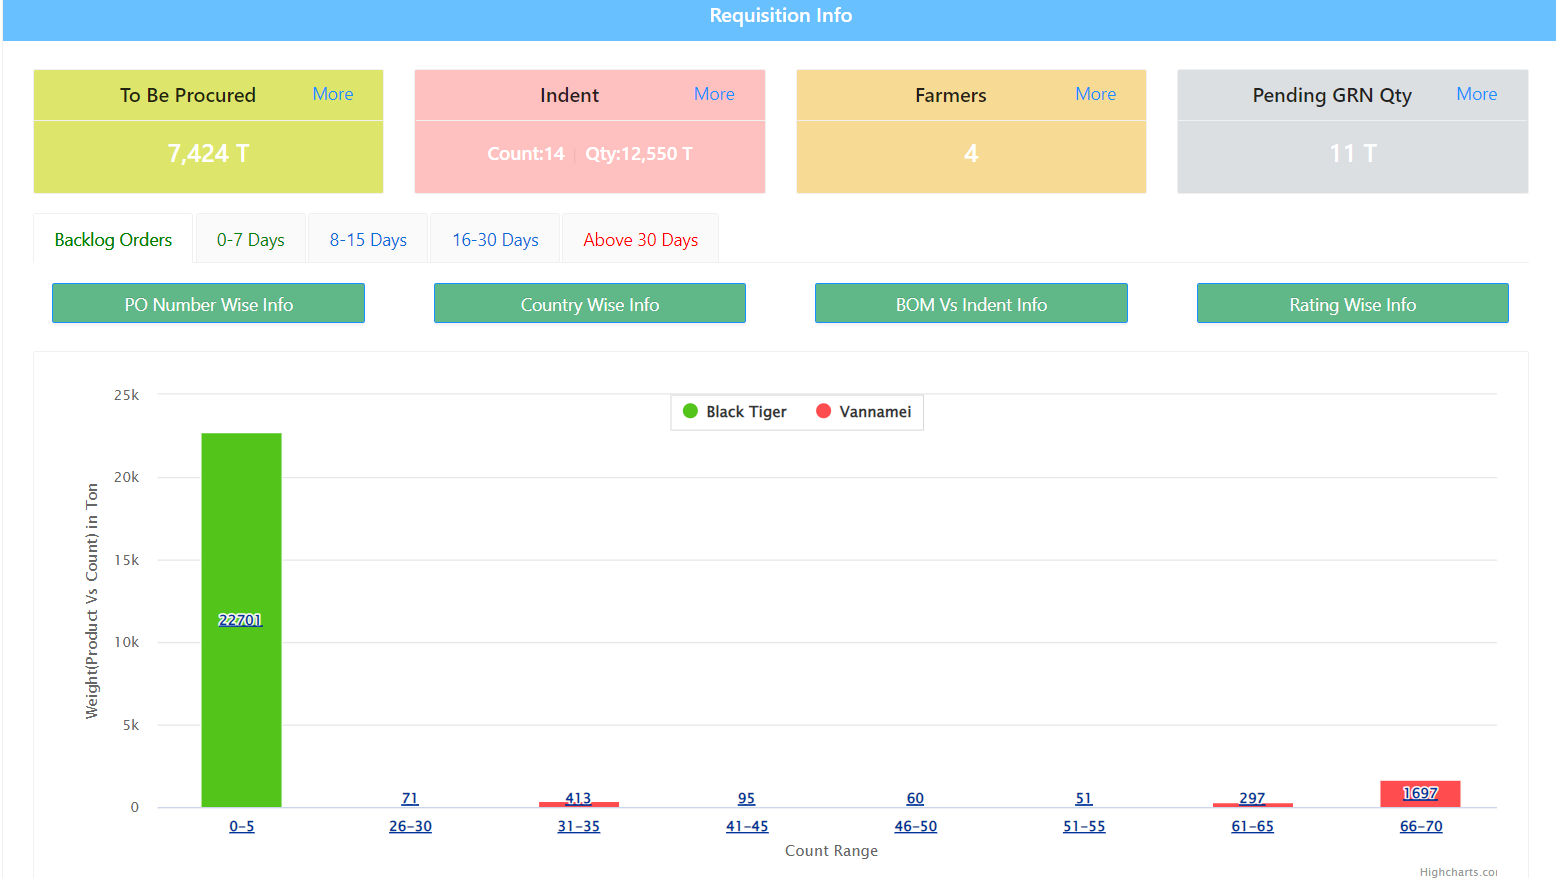 Requisition Info
To Be Procured More
7,424 T
Indent More
Count:14 | Qty:12,550 T
Farmers More
4
Pending GRN Qty More
11 T
Backlog Orders
0-7 Days
8-15 Days
16-30 Days
Above 30 Days
PO Number Wise Info
Country Wise Info
BOM Vs Indent Info
Rating Wise Info
Black Tiger
Vannamei
Weight(Product Vs Count) in Ton
25k
20k
15k
10k
5k
0
22701
71
413
95
60
51
297
1697
0-5
26-30
31-35
41-45
46-50
51-55
61-65
66-70
Count Range
Highcharts.co